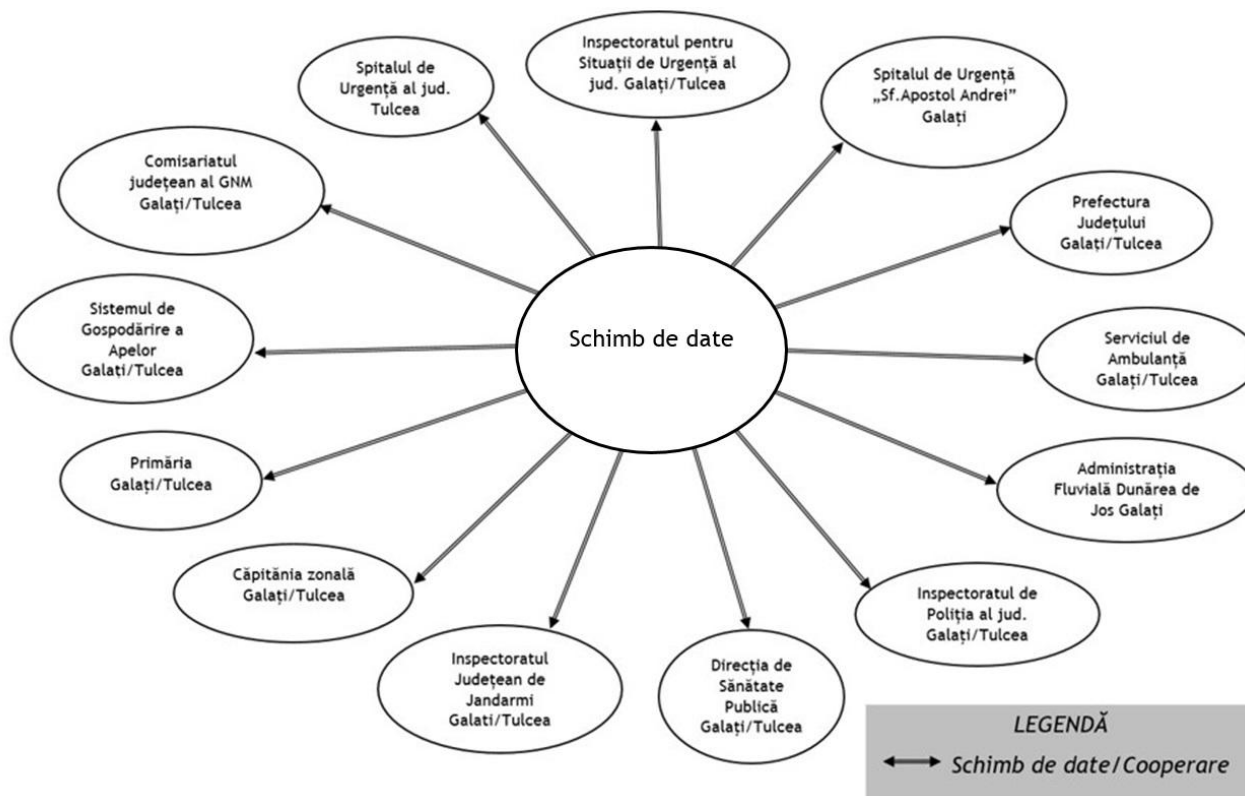 Inspectoratul pentru
Situații de Urgență al
jud. Galați/Tulcea
Spitalul de
Urgență al jud.
Tulcea
Spitalul de Urgență
„Sf.Apostol Andrei”
Galați
Comisariatul
județean al GNM
Galați/Tulcea
Prefectura
Județului
Galați/Tulcea
Sistemul de
Gospodărire a
Apelor
Galați/Tulcea
Schimb de date
Serviciul de
Ambulanță
Galați/Tulcea
Primăria
Galați/Tulcea
Administrația
Fluvială Dunărea de
Jos Galați
Căpitănia zonală
Galați/Tulcea
Inspectoratul de
Poliția al jud.
Galați/Tulcea
Inspectoratul
Județean de
Jandarmi
Galati/Tulcea
Direcția de
Sănătate
Publică
Galați/Tulcea
LEGENDĂ
Schimb de date/Cooperare